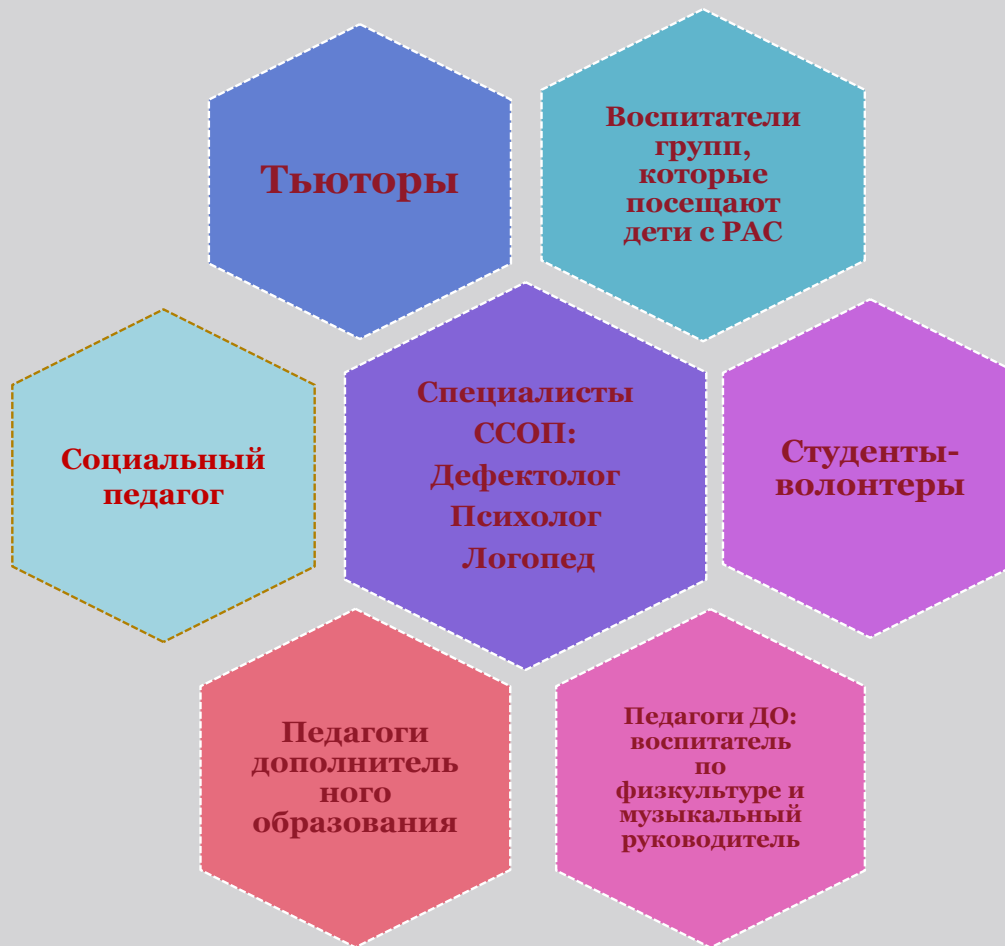 Тьюторы
Воспитатели
групп,
которые
посещают
дети с РАС
Социальный
педагог
Специалисты
ССОП:
Дефектолог
Психолог
Логопед
Студенты-
волонтеры
Педагоги
дополнитель
ного
образования
Педагоги ДО:
воспитатель
по
физкультуре и
музыкальный
руководитель